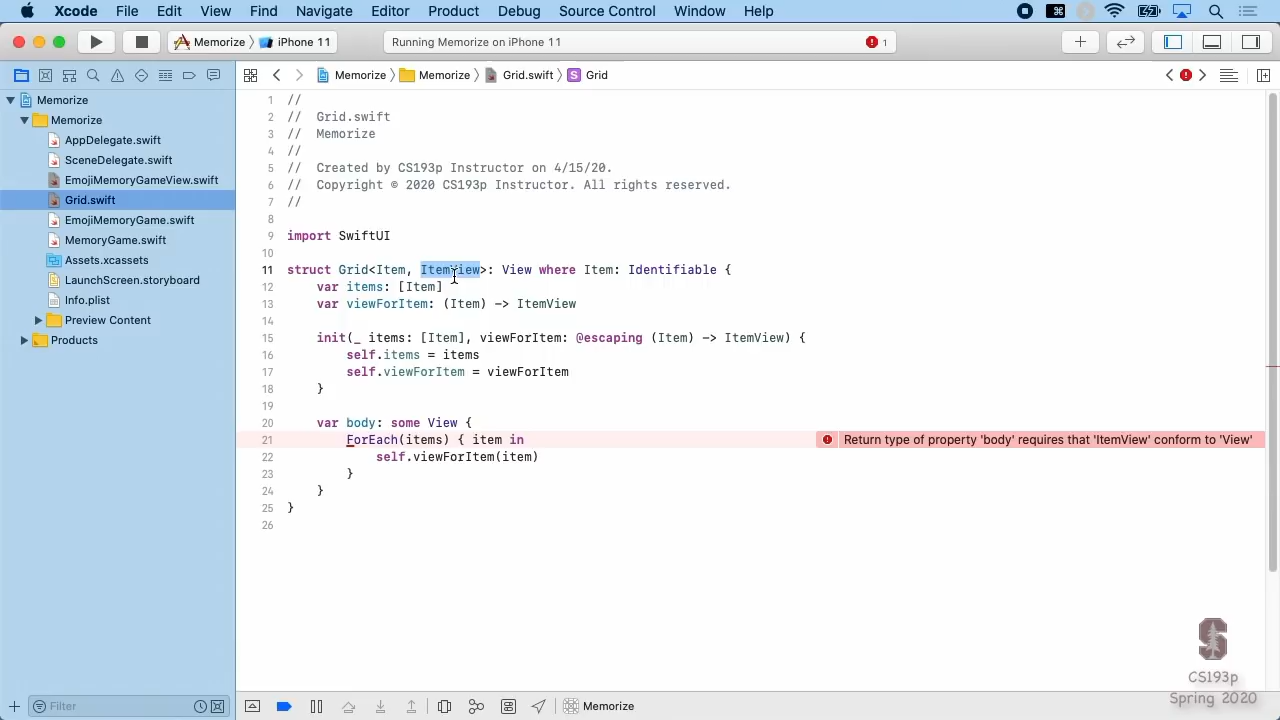 Xcode File Edit View Find Navigate Editor Product Debug Source Control Window Help
Memorize iPhone 11 Running Memorize on iPhone 11 1
Memorize Memorize Grid.swift S Grid
Memorize
Memorize
AppDelegate.swift
SceneDelegate.swift
EmojiMemoryGameView.swift
Grid.swift
EmojiMemoryGame.swift
MemoryGame.swift
Assets.xcassets
LaunchScreen.storyboard
Info.plist
Preview Content
Products
1 //
2 // Grid.swift
3 // Memorize
4 //
5 // Created by CS193p Instructor on 4/15/20.
6 // Copyright © 2020 CS193p Instructor. All rights reserved.
7 //
8
9 import SwiftUI
10
11 struct Grid<Item, ItemView>: View where Item: Identifiable {
12 var items: [Item]
13 var viewForItem: (Item) -> ItemView
14
15 init(_ items: [Item], viewForItem: @escaping (Item) -> ItemView) {
16 self.items = items
17 self.viewForItem = viewForItem
18 }
19
20 var body: some View {
21 ForEach(items) { item in Return type of property 'body' requires that 'ItemView' conform to 'View'
22 self.viewForItem(item)
23 }
24 }
25 }
26
CS193p
Spring 2020
Filter
Memorize